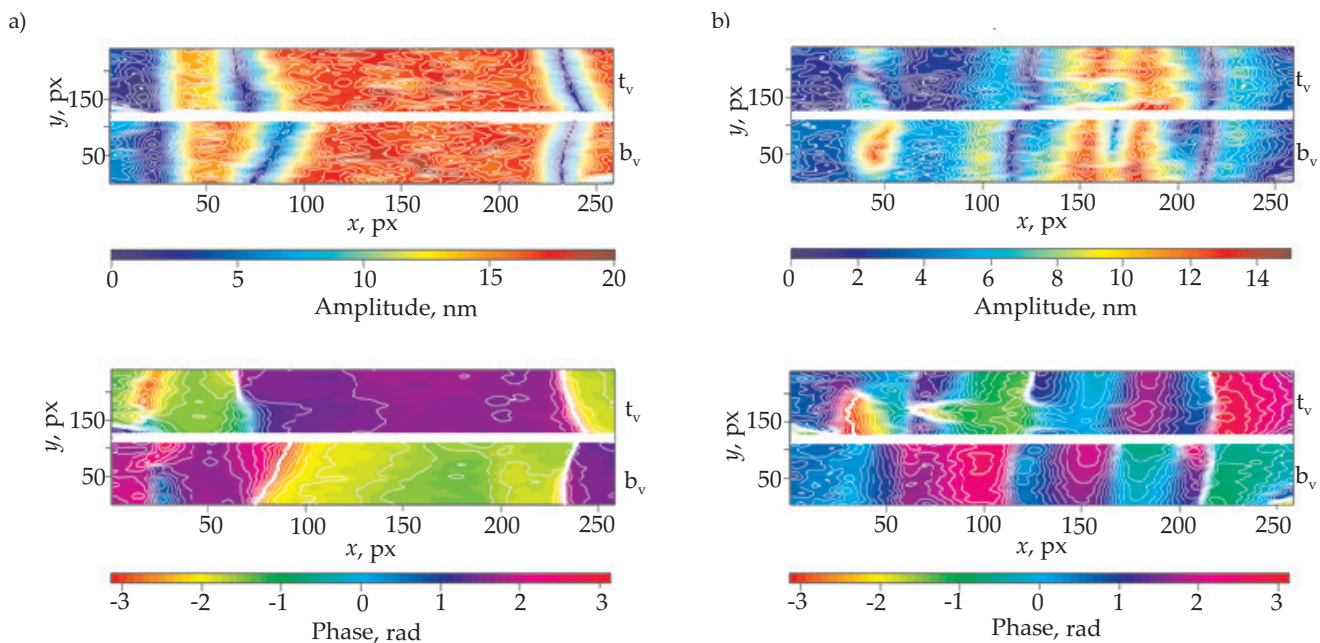 a)
t_v
150
y, px
50
b_v
50 100 150 200 250
x, px
0 5 10 15 20
Amplitude, nm
t_v
150
y, px
50
b_v
50 100 150 200 250
x, px
-3 -2 -1 0 1 2 3
Phase, rad
b)
t_v
150
y, px
50
b_v
50 100 150 200 250
x, px
0 2 4 6 8 10 12 14
Amplitude, nm
t_v
150
y, px
50
b_v
50 100 150 200 250
x, px
-3 -2 -1 0 1 2 3
Phase, rad